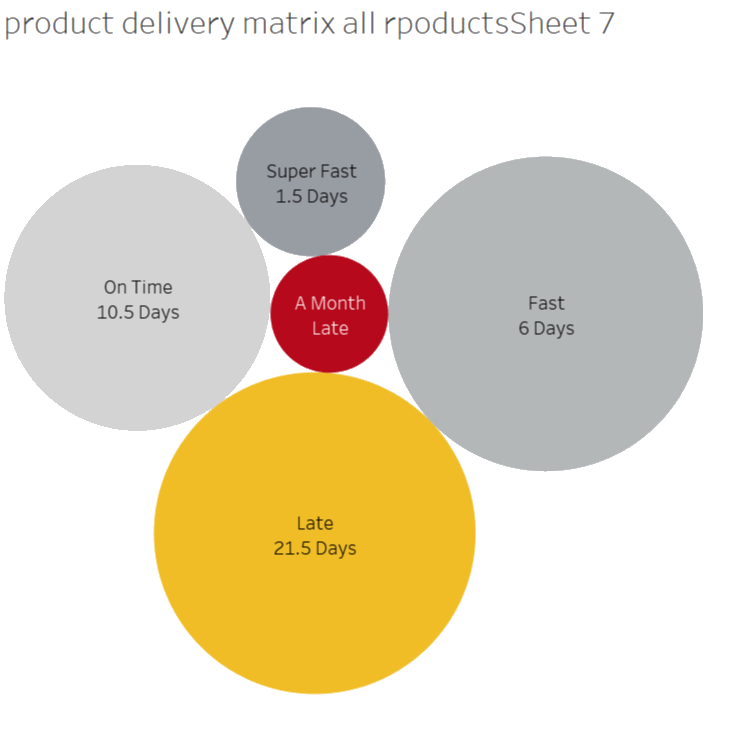 product delivery matrix all rpoductsSheet 7
Super Fast
1.5 Days
On Time
10.5 Days
A Month
Late
Fast
6 Days
Late
21.5 Days